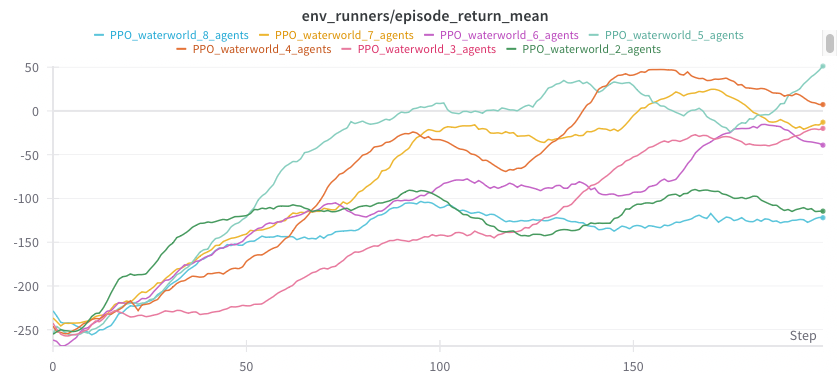 env_runners/episode_return_mean
PPO_waterworld_8_agents PPO_waterworld_7_agents PPO_waterworld_6_agents PPO_waterworld_5_agents
PPO_waterworld_4_agents PPO_waterworld_3_agents PPO_waterworld_2_agents
50
0
-50
-100
-150
-200
-250
Step
0 50 100 150